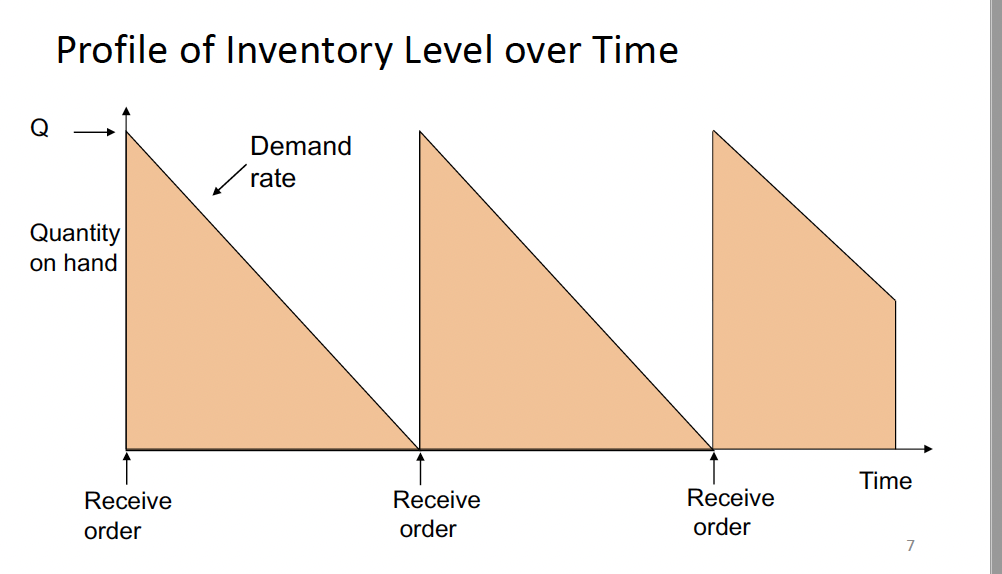 Profile of Inventory Level over Time
Q
Demand
rate
Quantity
on hand
Time
Receive
order
Receive
order
Receive
order
7